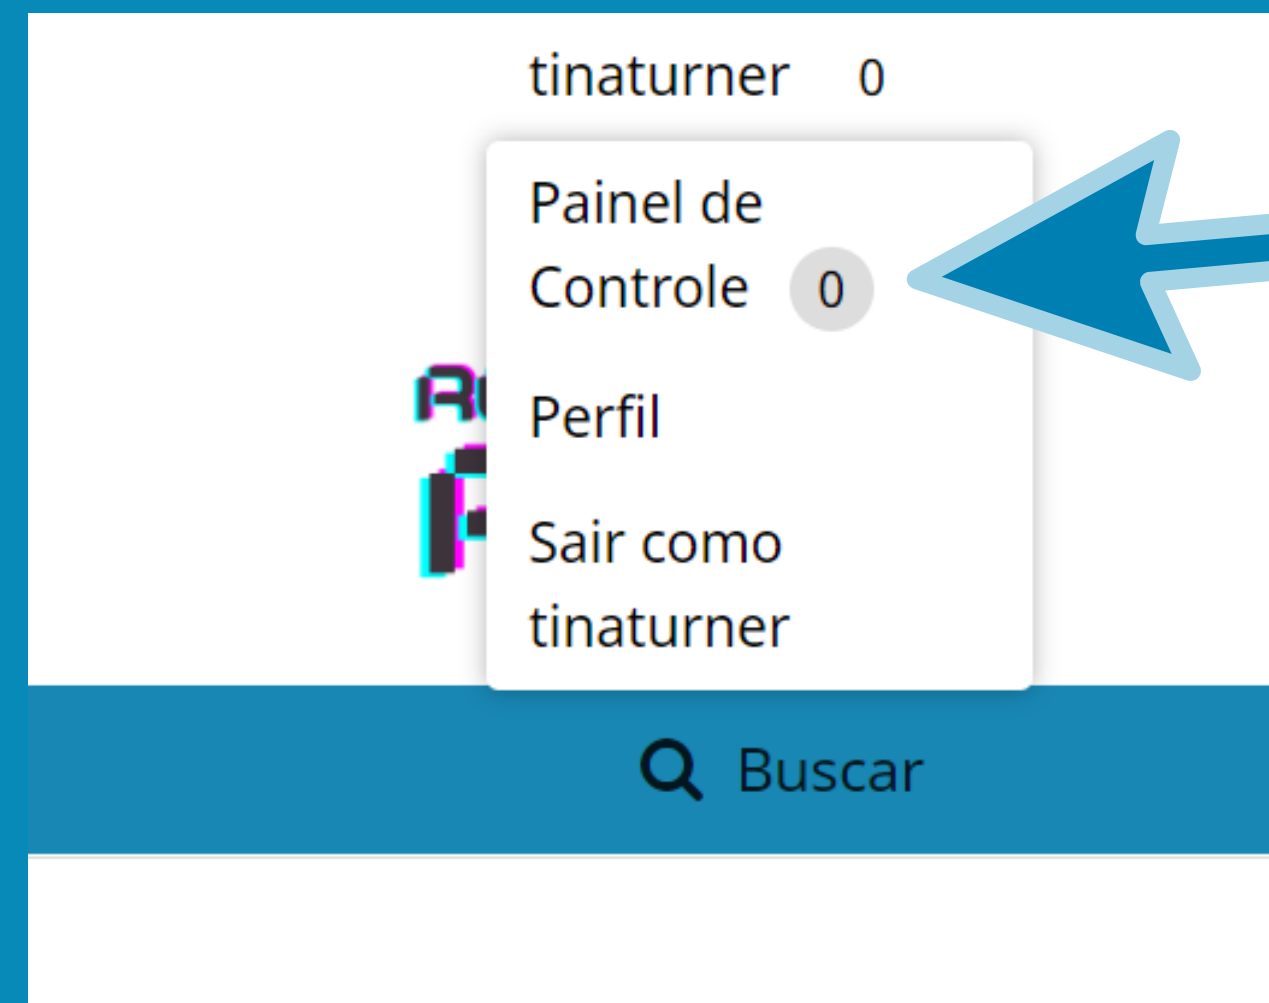 tinaturner 0
Painel de
Controle 0
Perfil
Sair como
tinaturner
Buscar